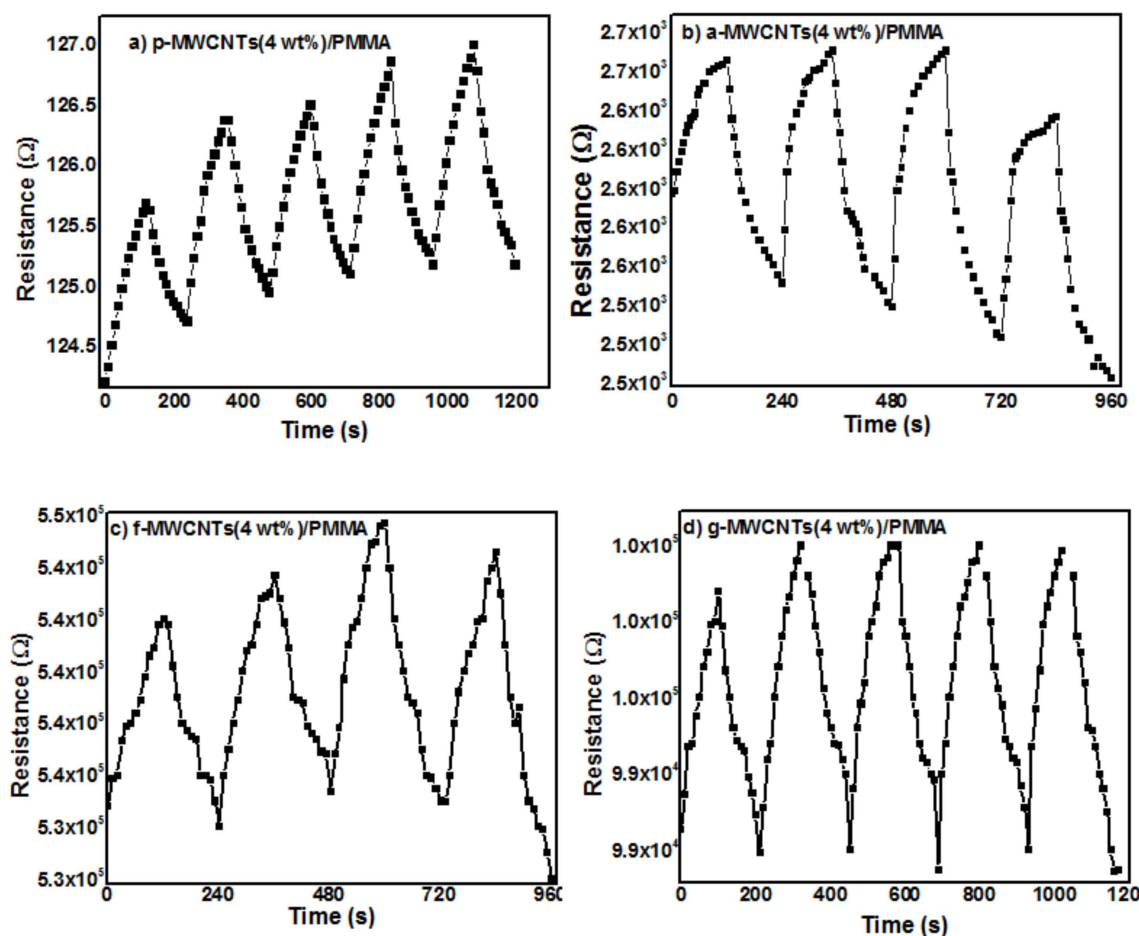 a) p-MWCNTs(4 wt%)/PMMA
127.0
126.5
126.0
125.5
125.0
124.5
Resistance (Ω)
0 200 400 600 800 1000 1200
Time (s)
b) a-MWCNTs(4 wt%)/PMMA
2.7x10³
2.7x10³
2.6x10³
2.6x10³
2.6x10³
2.6x10³
2.6x10³
2.5x10³
2.5x10³
2.5x10³
Resistance (Ω)
0 240 480 720 960
Time (s)
c) f-MWCNTs(4 wt%)/PMMA
5.5x10⁵
5.4x10⁵
5.4x10⁵
5.4x10⁵
5.4x10⁵
5.4x10⁵
5.3x10⁵
5.3x10⁵
Resistance (Ω)
0 240 480 720 960
Time (s)
d) g-MWCNTs(4 wt%)/PMMA
1.0x10⁵
1.0x10⁵
1.0x10⁵
9.9x10⁴
9.9x10⁴
Resistance (Ω)
0 200 400 600 800 1000 120
Time (s)